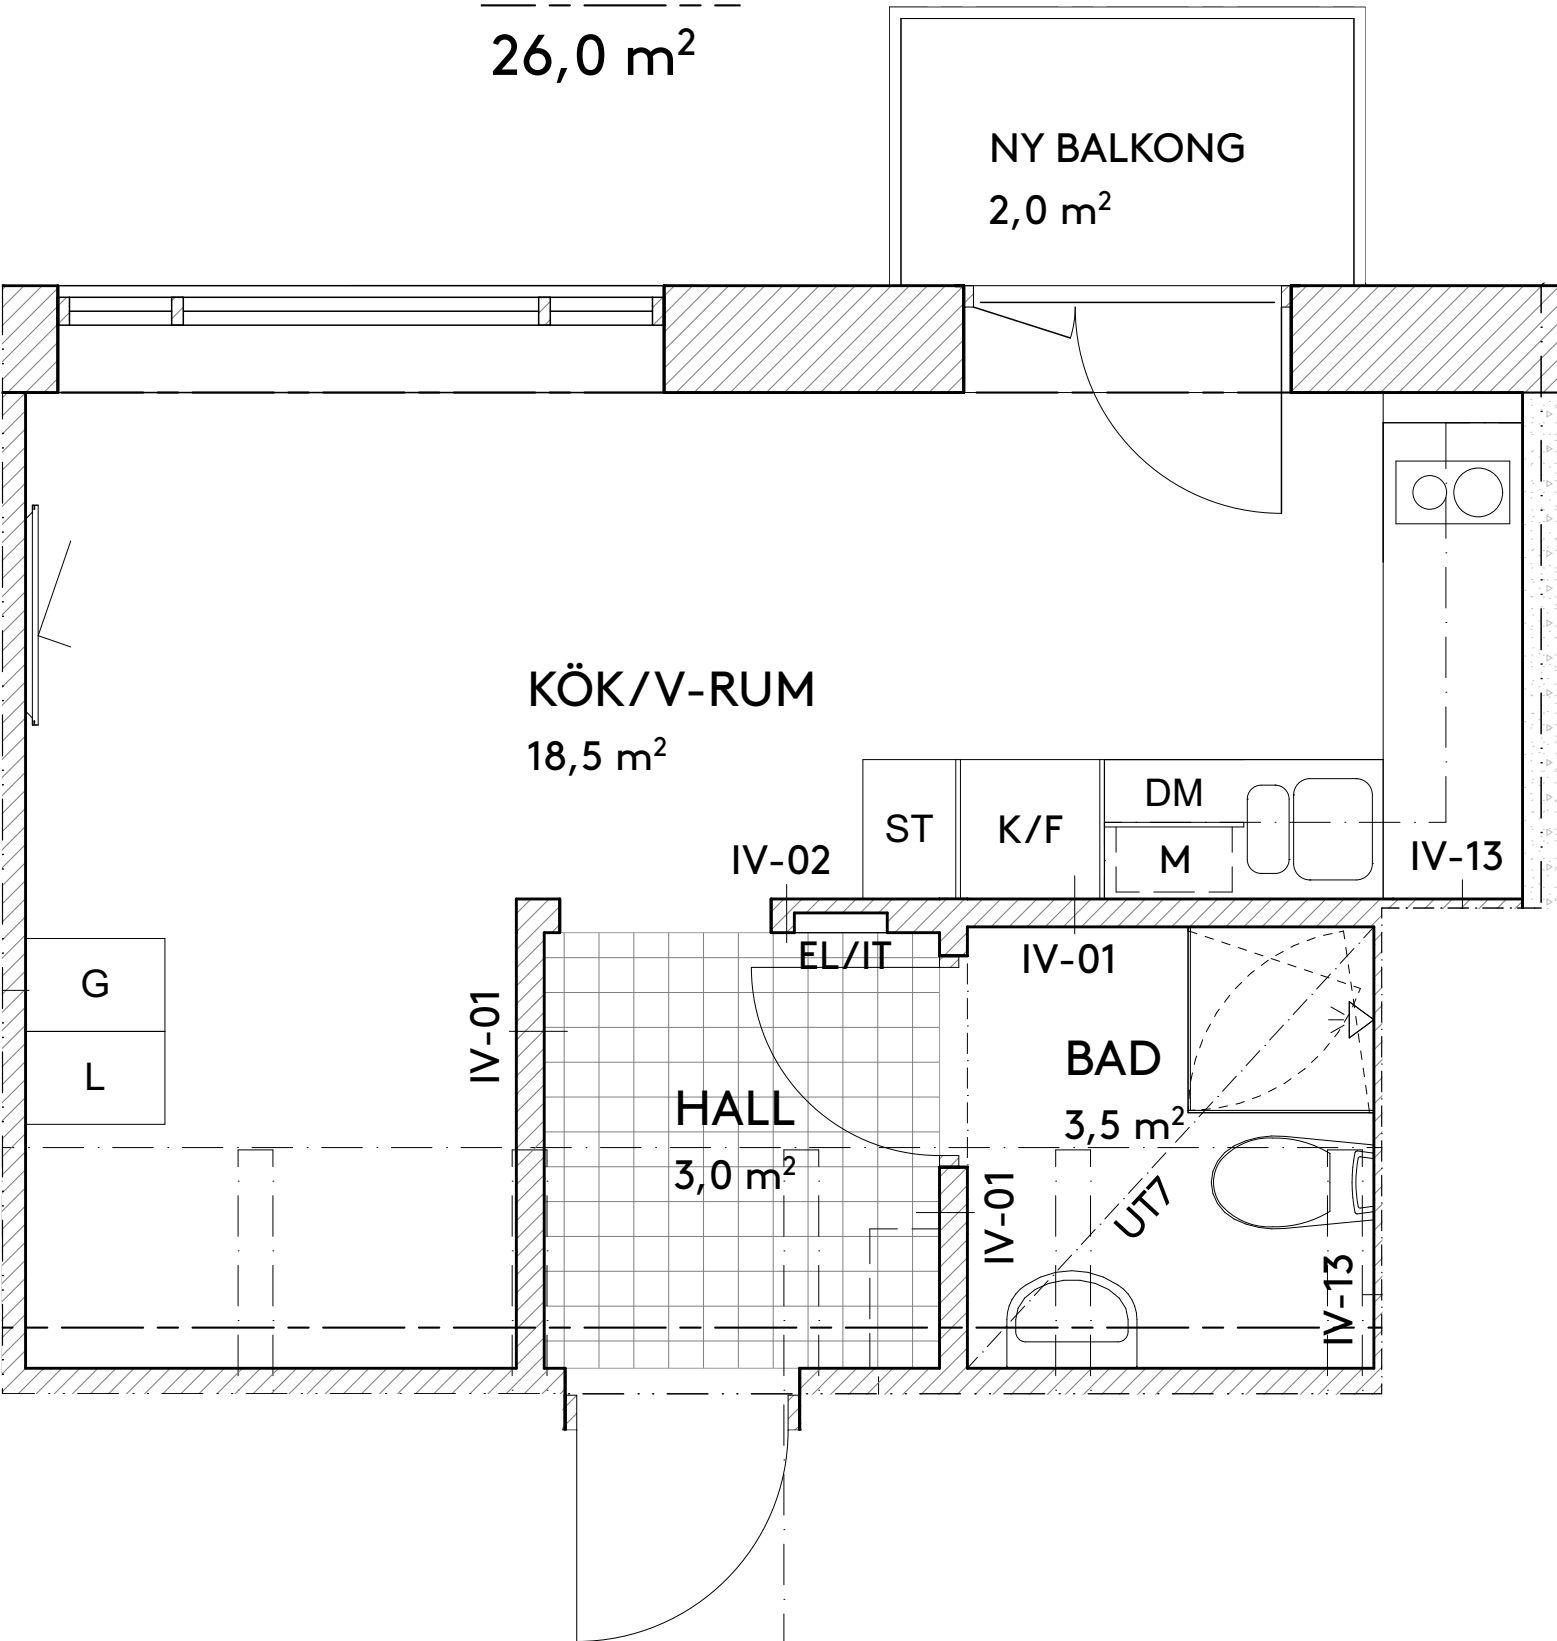 26,0 m²
NY BALKONG
2,0 m²
KÖK/V-RUM
18,5 m²
DM
ST
K/F
M
IV-02
IV-13
EL/IT
IV-01
G
L
IV-01
BAD
3,5 m²
HALL
3,0 m²
IV-01
UT7
IV-13